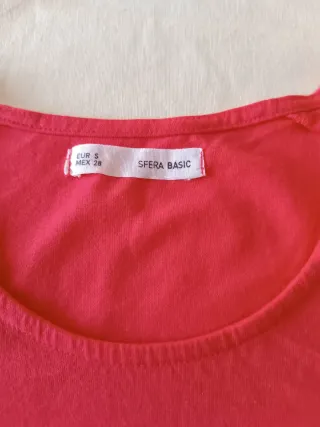 EUR S
MEX 28
SFERA BASIC